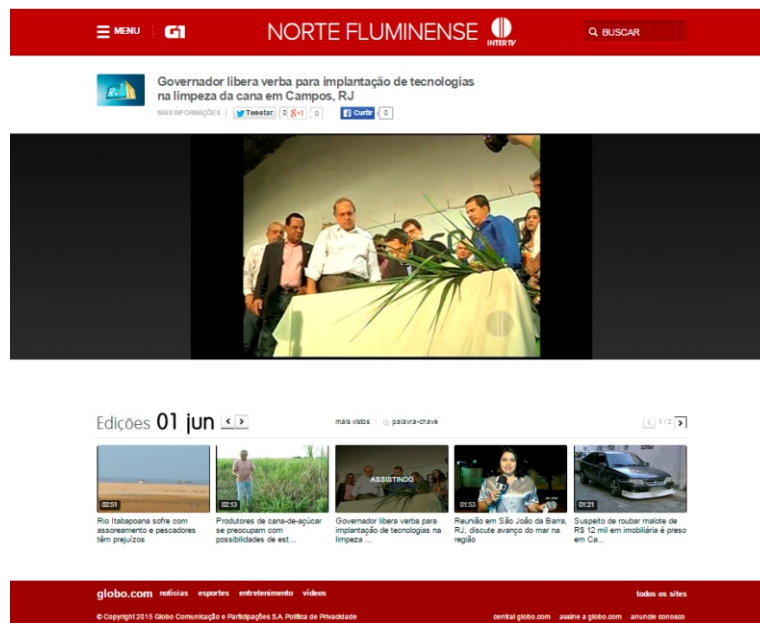 MENU
G1
NORTE FLUMINENSE
INTER TV
BUSCAR
Governador libera verba para implantação de tecnologias
na limpeza da cana em Campos, RJ
MAIS INFORMAÇÕES
Tweetar
0
g+1
0
Curtir
0
Edições 01 jun
mais vistos
palavra-chave
1/2
02:51
02:13
ASSISTINDO
01:53
01:21
Rio Itabapoana sofre com
assoreamento e pescadores
têm prejuízos
Produtores de cana-de-açúcar
se preocupam com
possibilidades de est...
Governador libera verba para
implantação de tecnologias na
limpeza ...
Reunião em São João da Barra,
RJ, discute avanço do mar na
região
Suspeito de roubar malote de
R$ 12 mil em imobiliária é preso
em Ca...
globo.com notícias esportes entretenimento vídeos
todos os sites
© Copyright 2015 Globo Comunicação e Participações S.A. Política de Privacidade
central globo.com assine a globo.com anuncie conosco